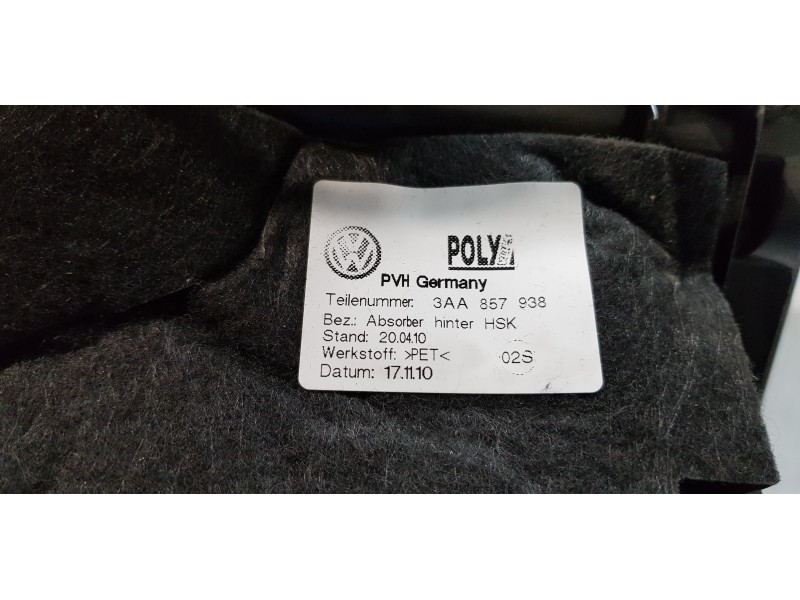 PVH Germany
Teilenummer: 3AA 857 938
Bez.: Absorber hinter HSK
Stand: 20.04.10
Werkstoff: >PET< 02S
Datum: 17.11.10